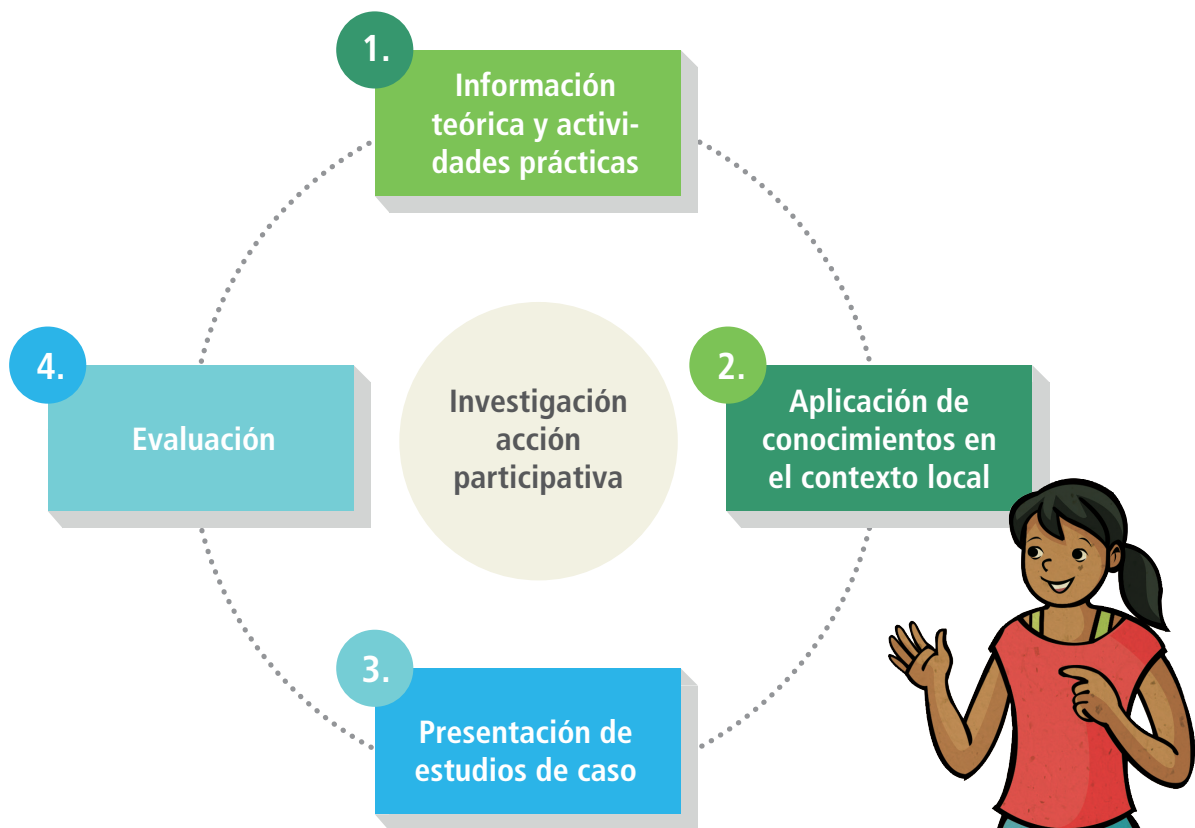 1.
Información
teórica y activi-
dades prácticas
2.
Aplicación de
conocimientos en
el contexto local
3.
Presentación de
estudios de caso
4.
Evaluación
Investigación
acción
participativa